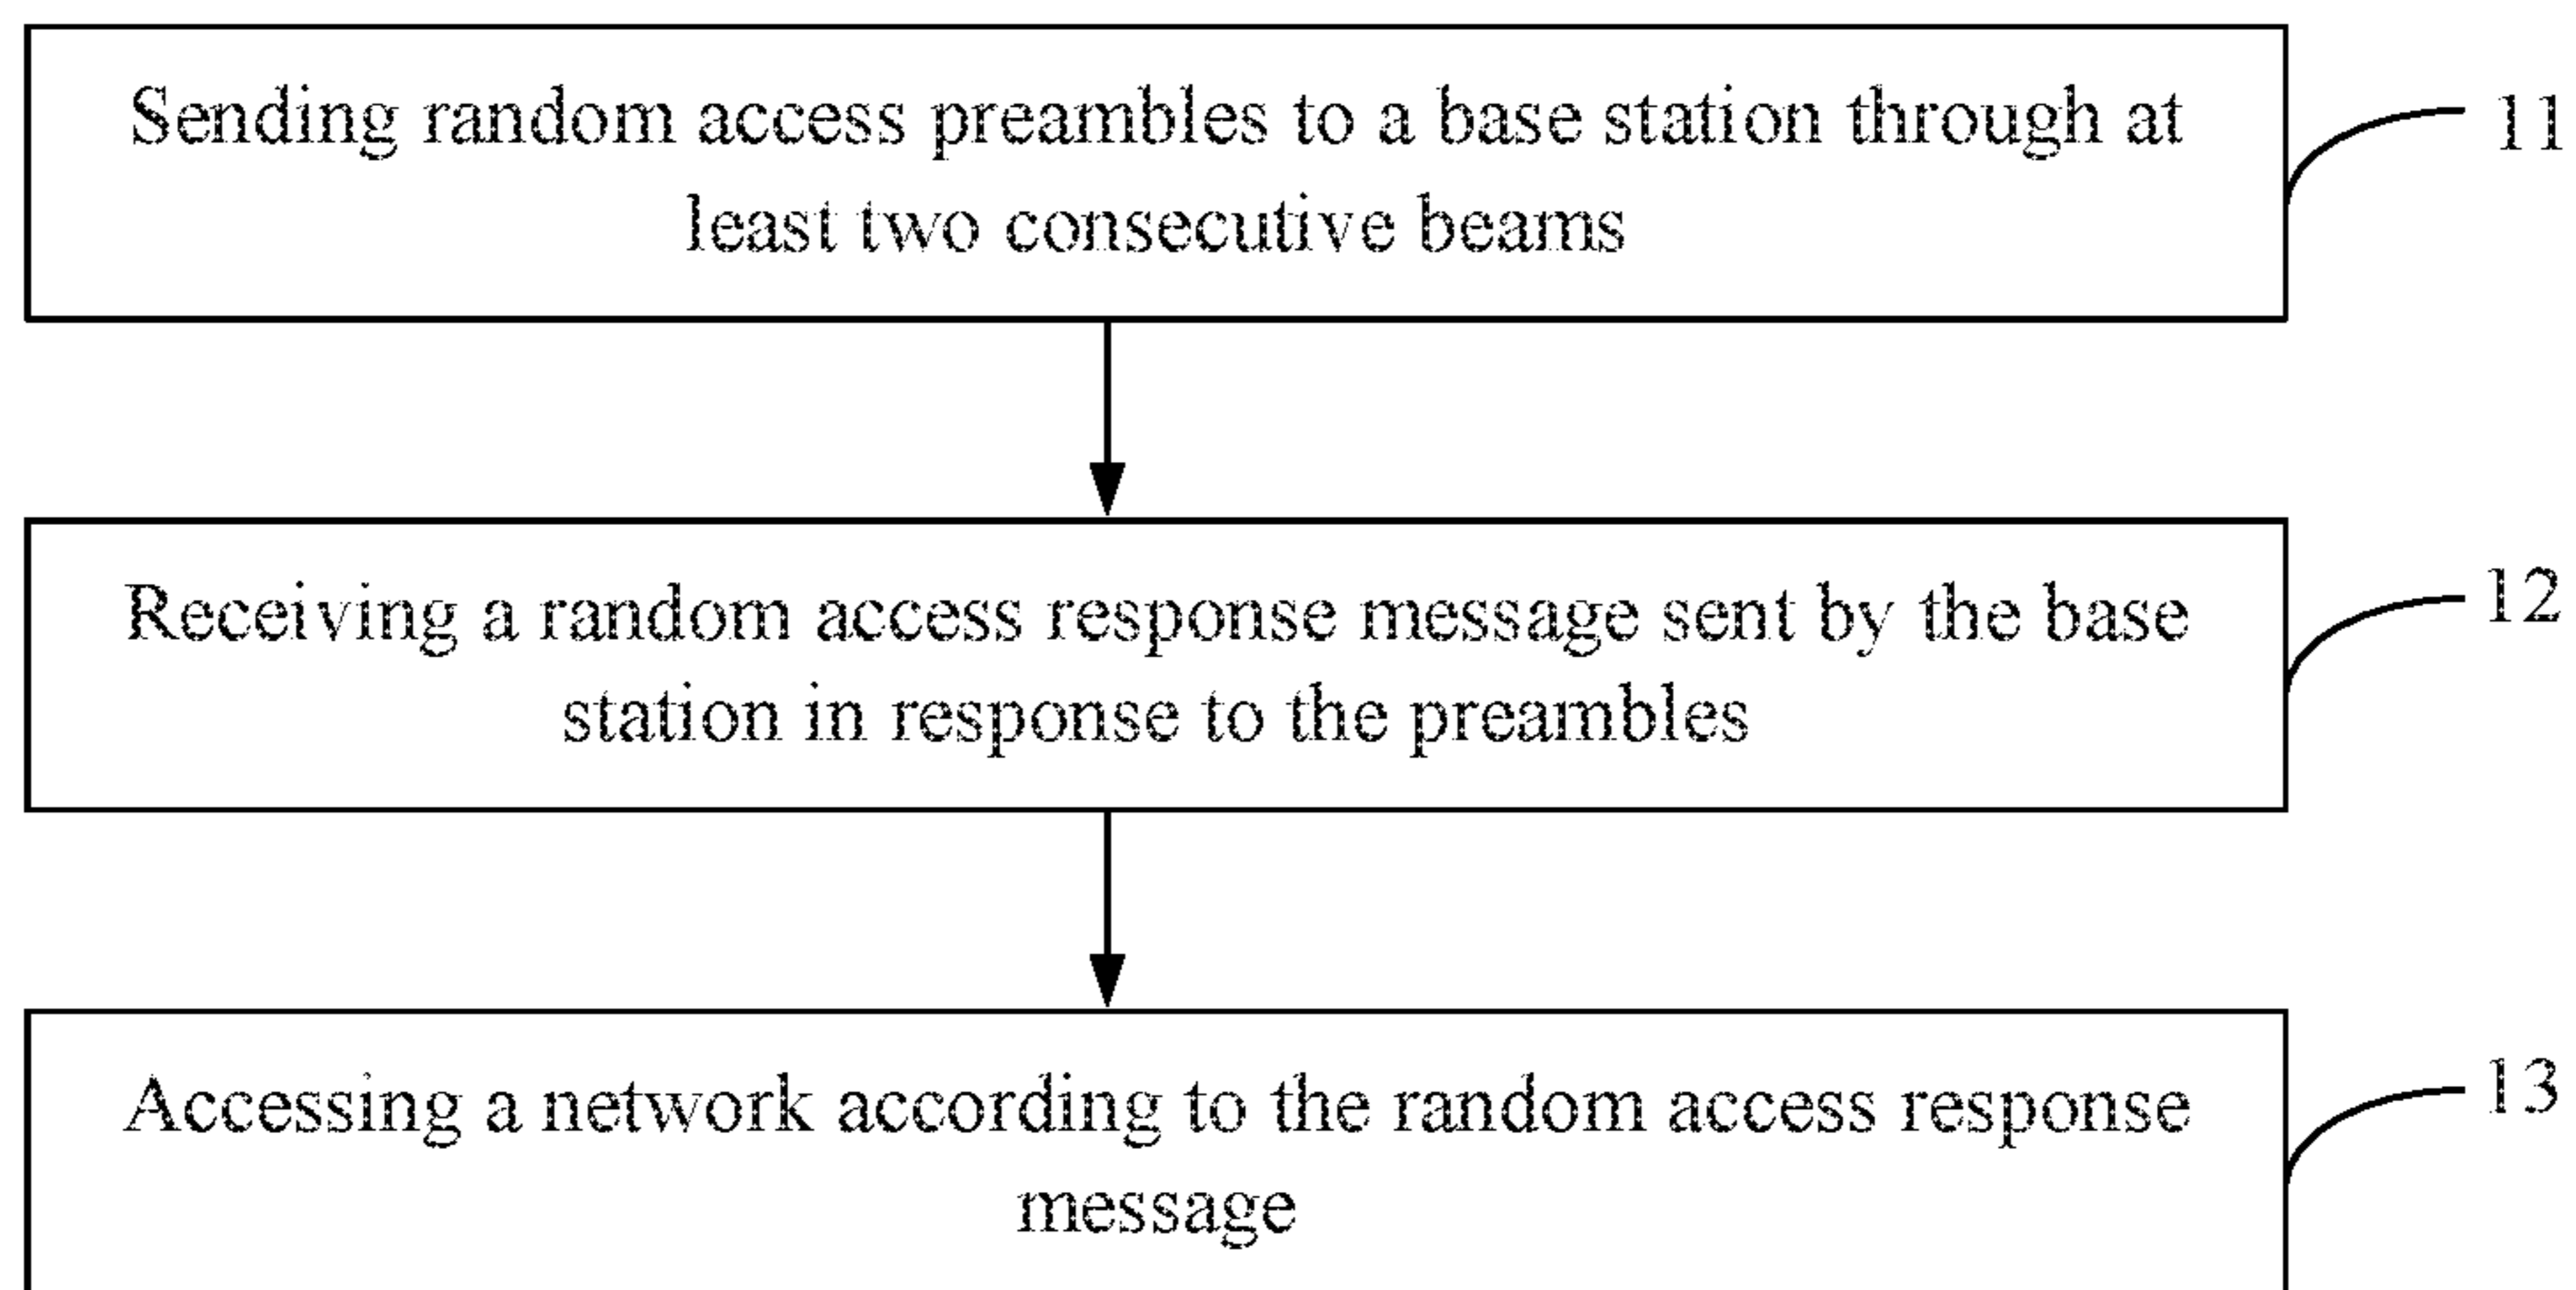 Sending random access preambles to a base station through at
least two consecutive beams
11
Receiving a random access response message sent by the base
station in response to the preambles
12
Accessing a network according to the random access response
message
13